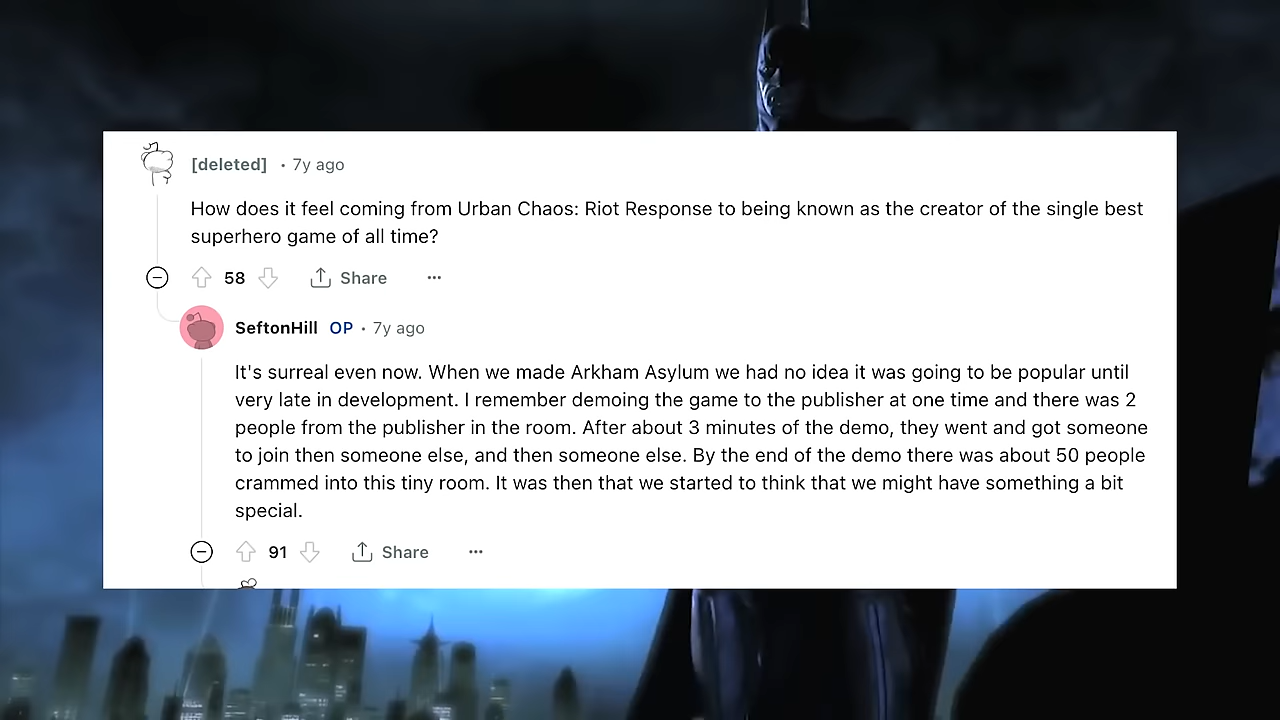 [deleted] • 7y ago
How does it feel coming from Urban Chaos: Riot Response to being known as the creator of the single best
superhero game of all time?
58 Share ···
SeftonHill OP • 7y ago
It's surreal even now. When we made Arkham Asylum we had no idea it was going to be popular until
very late in development. I remember demoing the game to the publisher at one time and there was 2
people from the publisher in the room. After about 3 minutes of the demo, they went and got someone
to join then someone else, and then someone else. By the end of the demo there was about 50 people
crammed into this tiny room. It was then that we started to think that we might have something a bit
special.
91 Share ···